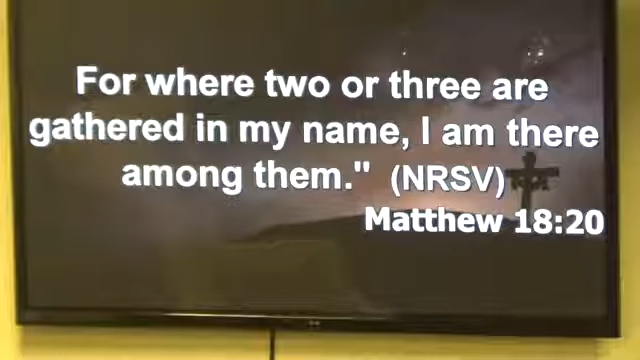 For where two or three are
gathered in my name, I am there
among them." (NRSV)
Matthew 18:20